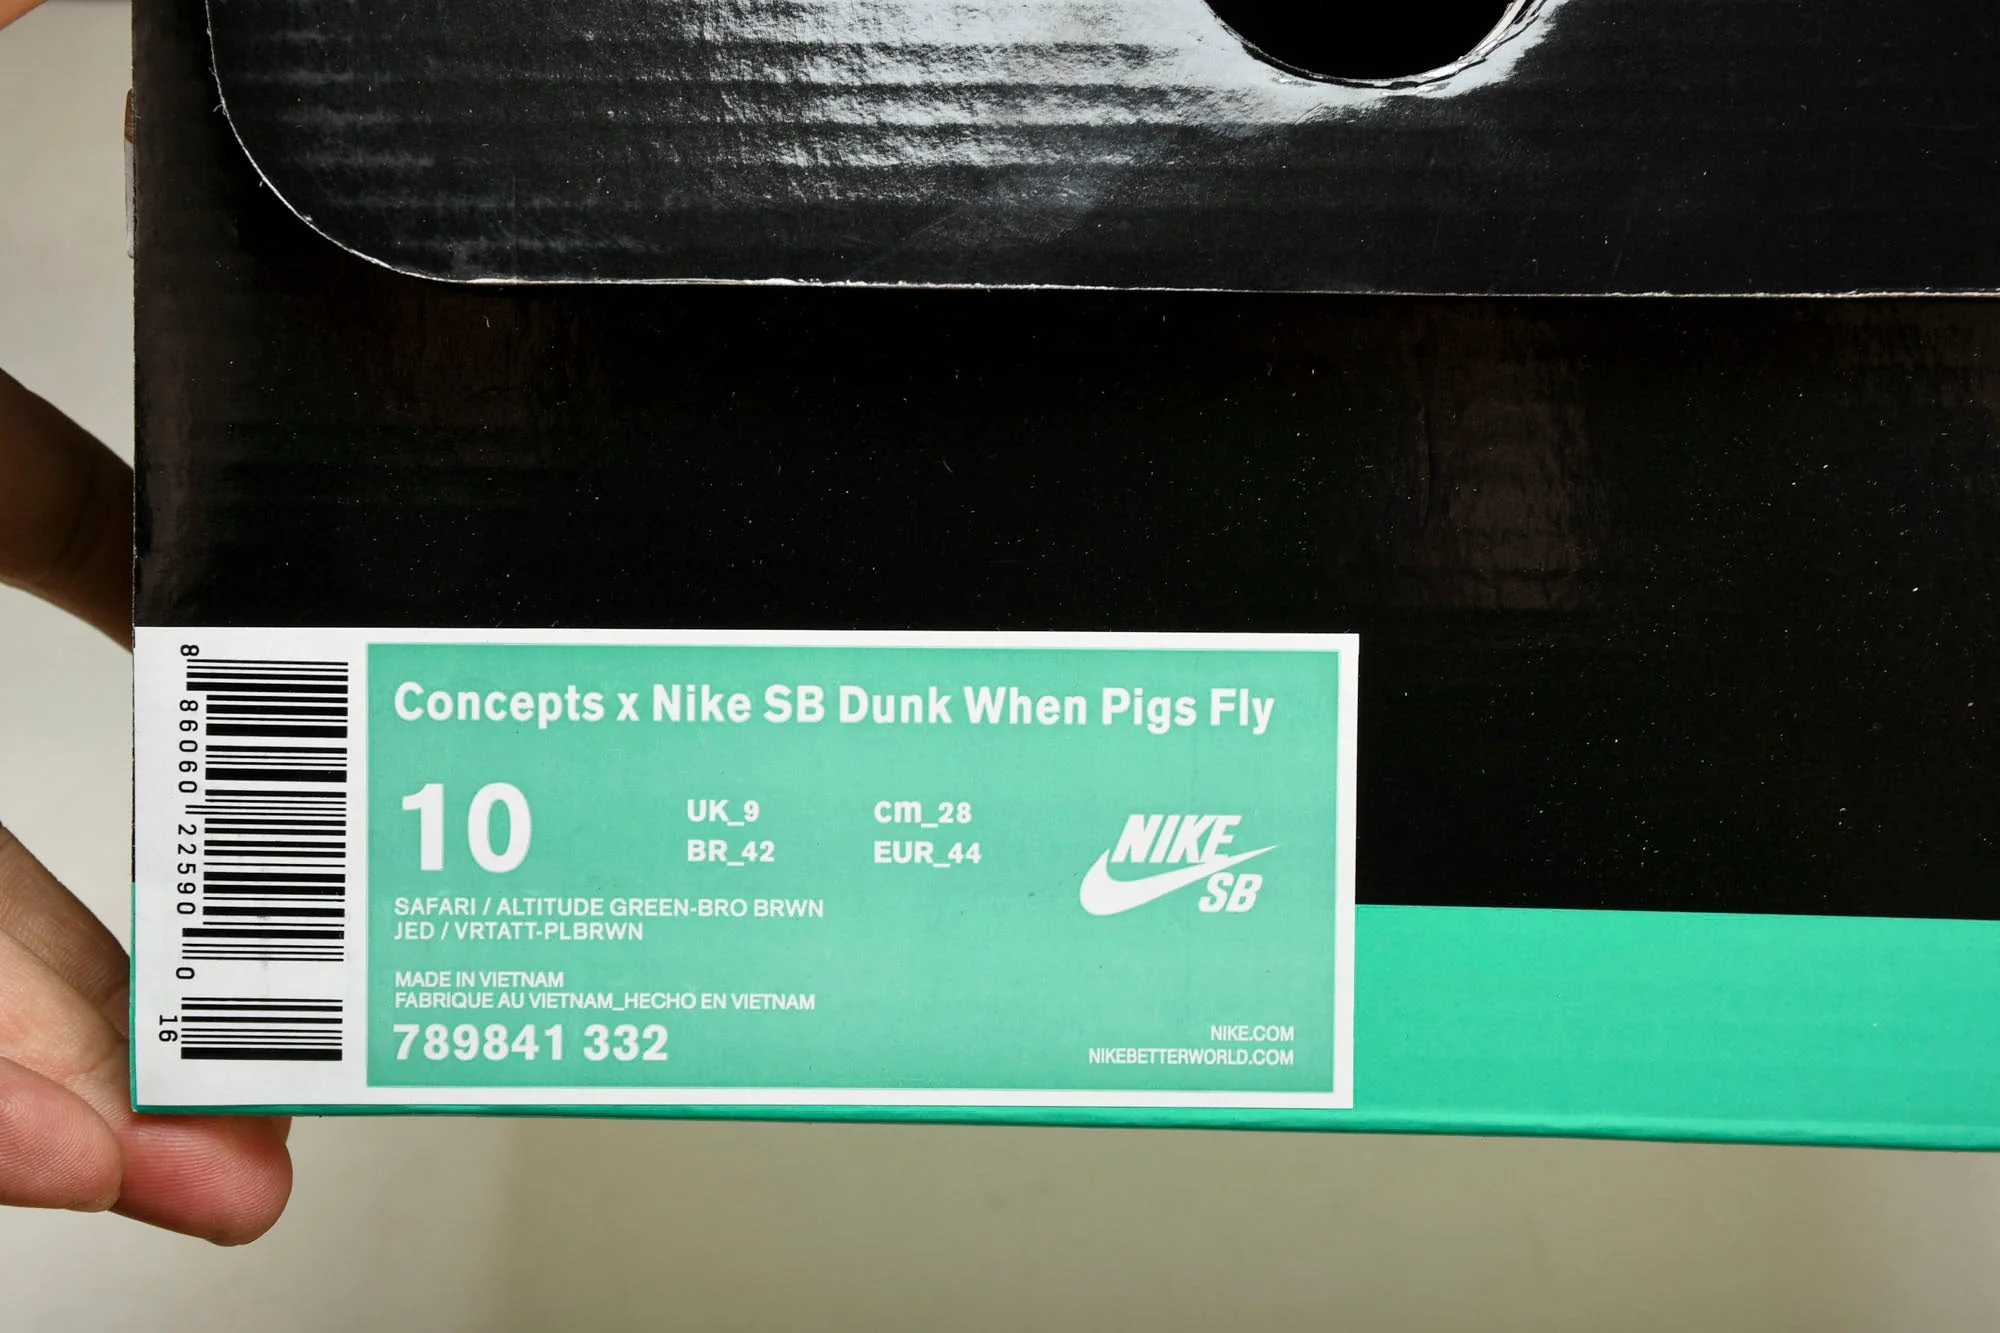 Concepts x Nike SB Dunk When Pigs Fly
10
UK_9
cm_28
BR_42
EUR_44
NIKE
SB
SAFARI / ALTITUDE GREEN-BRO BRWN
JED / VRTATT-PLBRWN
MADE IN VIETNAM
FABRIQUE AU VIETNAM_HECHO EN VIETNAM
789841 332
NIKE.COM
NIKEBETTERWORLD.COM
8 86060 22590 0 16